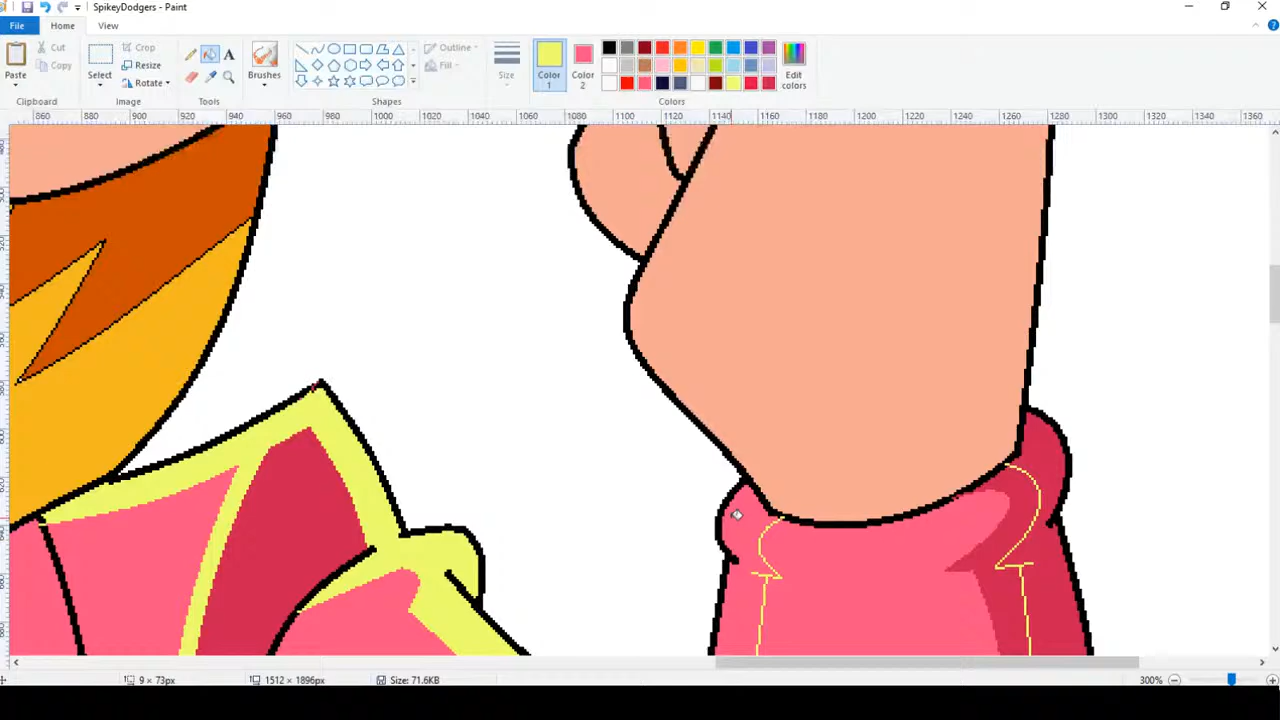 SpikeyDodgers - Paint
File Home View
Paste Cut Copy
Select Crop Resize Rotate
Brushes
Outline Fill
Size
Color 1
Color 2
Edit colors
Clipboard Image Tools Shapes Colors
860 880 900 920 940 960 980 1000 1020 1040 1060 1080 1100 1120 1140 1160 1180 1200 1220 1240 1260 1280 1300 1320 1340 1360
9 × 73px 1512 × 1896px Size: 71.6KB 300%